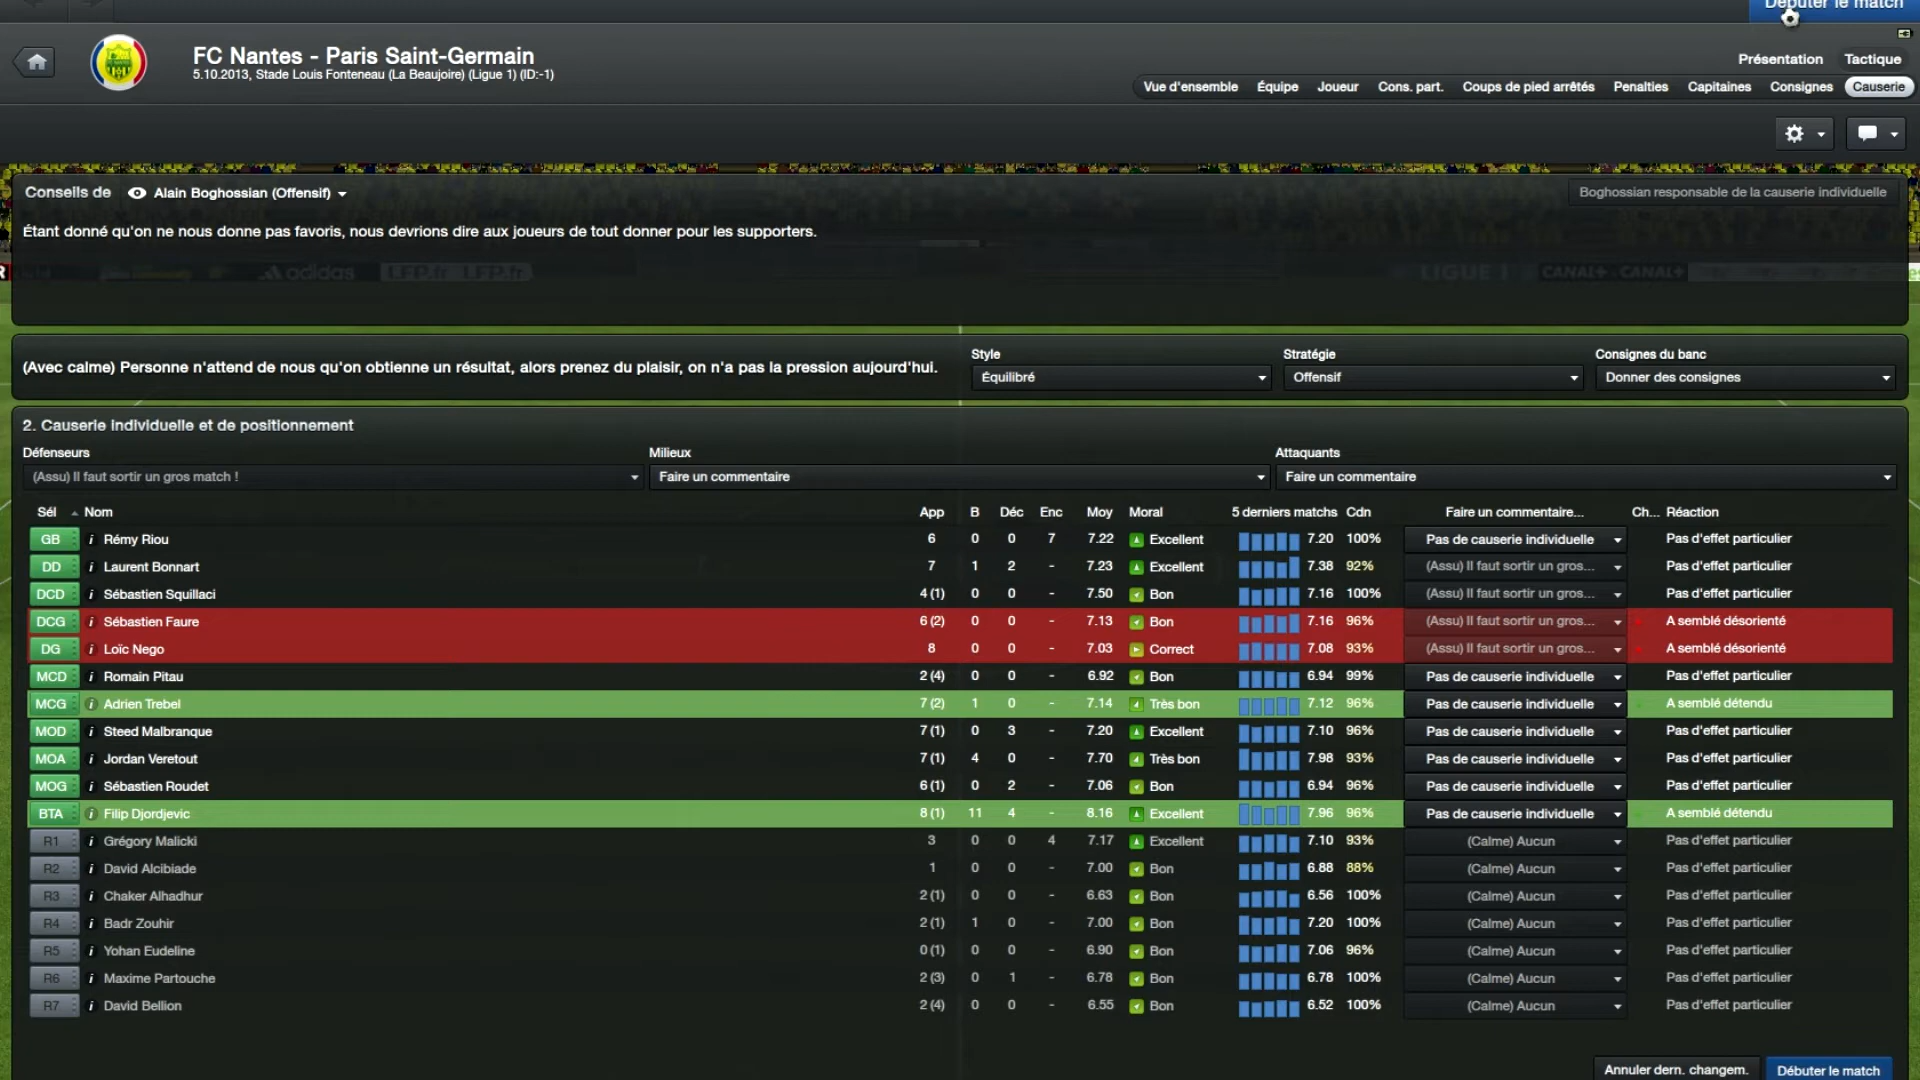 Débuter le match
FC Nantes - Paris Saint-Germain
5.10.2013, Stade Louis Fonteneau (La Beaujoire) (Ligue 1) (ID:-1)
Présentation Tactique
Vue d'ensemble Équipe Joueur Cons. part. Coups de pied arrêtés Penalties Capitaines Consignes Causerie
Conseils de Alain Boghossian (Offensif) Boghossian responsable de la causerie individuelle
Étant donné qu'on ne nous donne pas favoris, nous devrions dire aux joueurs de tout donner pour les supporters.
adidas LFP.fr LFP.fr LIGUE 1 CANAL+ CANAL+
Style Stratégie Consignes du banc
(Avec calme) Personne n'attend de nous qu'on obtienne un résultat, alors prenez du plaisir, on n'a pas la pression aujourd'hui. Équilibré Offensif Donner des consignes
2. Causerie individuelle et de positionnement
Défenseurs Milieux Attaquants
(Assu) Il faut sortir un gros match ! Faire un commentaire Faire un commentaire
Sél Nom App B Déc Enc Moy Moral 5 derniers matchs Cdn Faire un commentaire... Ch... Réaction
GB i Rémy Riou 6 0 0 7 7.22 Excellent 7.20 100% Pas de causerie individuelle Pas d'effet particulier
DD i Laurent Bonnart 7 1 2 - 7.23 Excellent 7.38 92% (Assu) Il faut sortir un gros... Pas d'effet particulier
DCD i Sébastien Squillaci 4 (1) 0 0 - 7.50 Bon 7.16 100% (Assu) Il faut sortir un gros... Pas d'effet particulier
DCG i Sébastien Faure 6 (2) 0 0 - 7.13 Bon 7.16 96% (Assu) Il faut sortir un gros... A semblé désorienté
DG i Loïc Nego 8 0 0 - 7.03 Correct 7.08 93% (Assu) Il faut sortir un gros... A semblé désorienté
MCD i Romain Pitau 2 (4) 0 0 - 6.92 Bon 6.94 99% Pas de causerie individuelle Pas d'effet particulier
MCG i Adrien Trebel 7 (2) 1 0 - 7.14 Très bon 7.12 96% Pas de causerie individuelle A semblé détendu
MOD i Steed Malbranque 7 (1) 0 3 - 7.20 Excellent 7.10 96% Pas de causerie individuelle Pas d'effet particulier
MOA i Jordan Veretout 7 (1) 4 0 - 7.70 Très bon 7.98 93% Pas de causerie individuelle Pas d'effet particulier
MOG i Sébastien Roudet 6 (1) 0 2 - 7.06 Bon 6.94 96% Pas de causerie individuelle Pas d'effet particulier
BTA i Filip Djordjevic 8 (1) 11 4 - 8.16 Excellent 7.96 96% Pas de causerie individuelle A semblé détendu
R1 i Grégory Malicki 3 0 0 4 7.17 Excellent 7.10 93% (Calme) Aucun Pas d'effet particulier
R2 i David Alcibiade 1 0 0 - 7.00 Bon 6.88 88% (Calme) Aucun Pas d'effet particulier
R3 i Chaker Alhadhur 2 (1) 0 0 - 6.63 Bon 6.56 100% (Calme) Aucun Pas d'effet particulier
R4 i Badr Zouhir 2 (1) 1 0 - 7.00 Bon 7.20 100% (Calme) Aucun Pas d'effet particulier
R5 i Yohan Eudeline 0 (1) 0 0 - 6.90 Bon 7.06 96% (Calme) Aucun Pas d'effet particulier
R6 i Maxime Partouche 2 (3) 0 1 - 6.78 Bon 6.78 100% (Calme) Aucun Pas d'effet particulier
R7 i David Bellion 2 (4) 0 0 - 6.55 Bon 6.52 100% (Calme) Aucun Pas d'effet particulier
Annuler dern. changem. Débuter le match